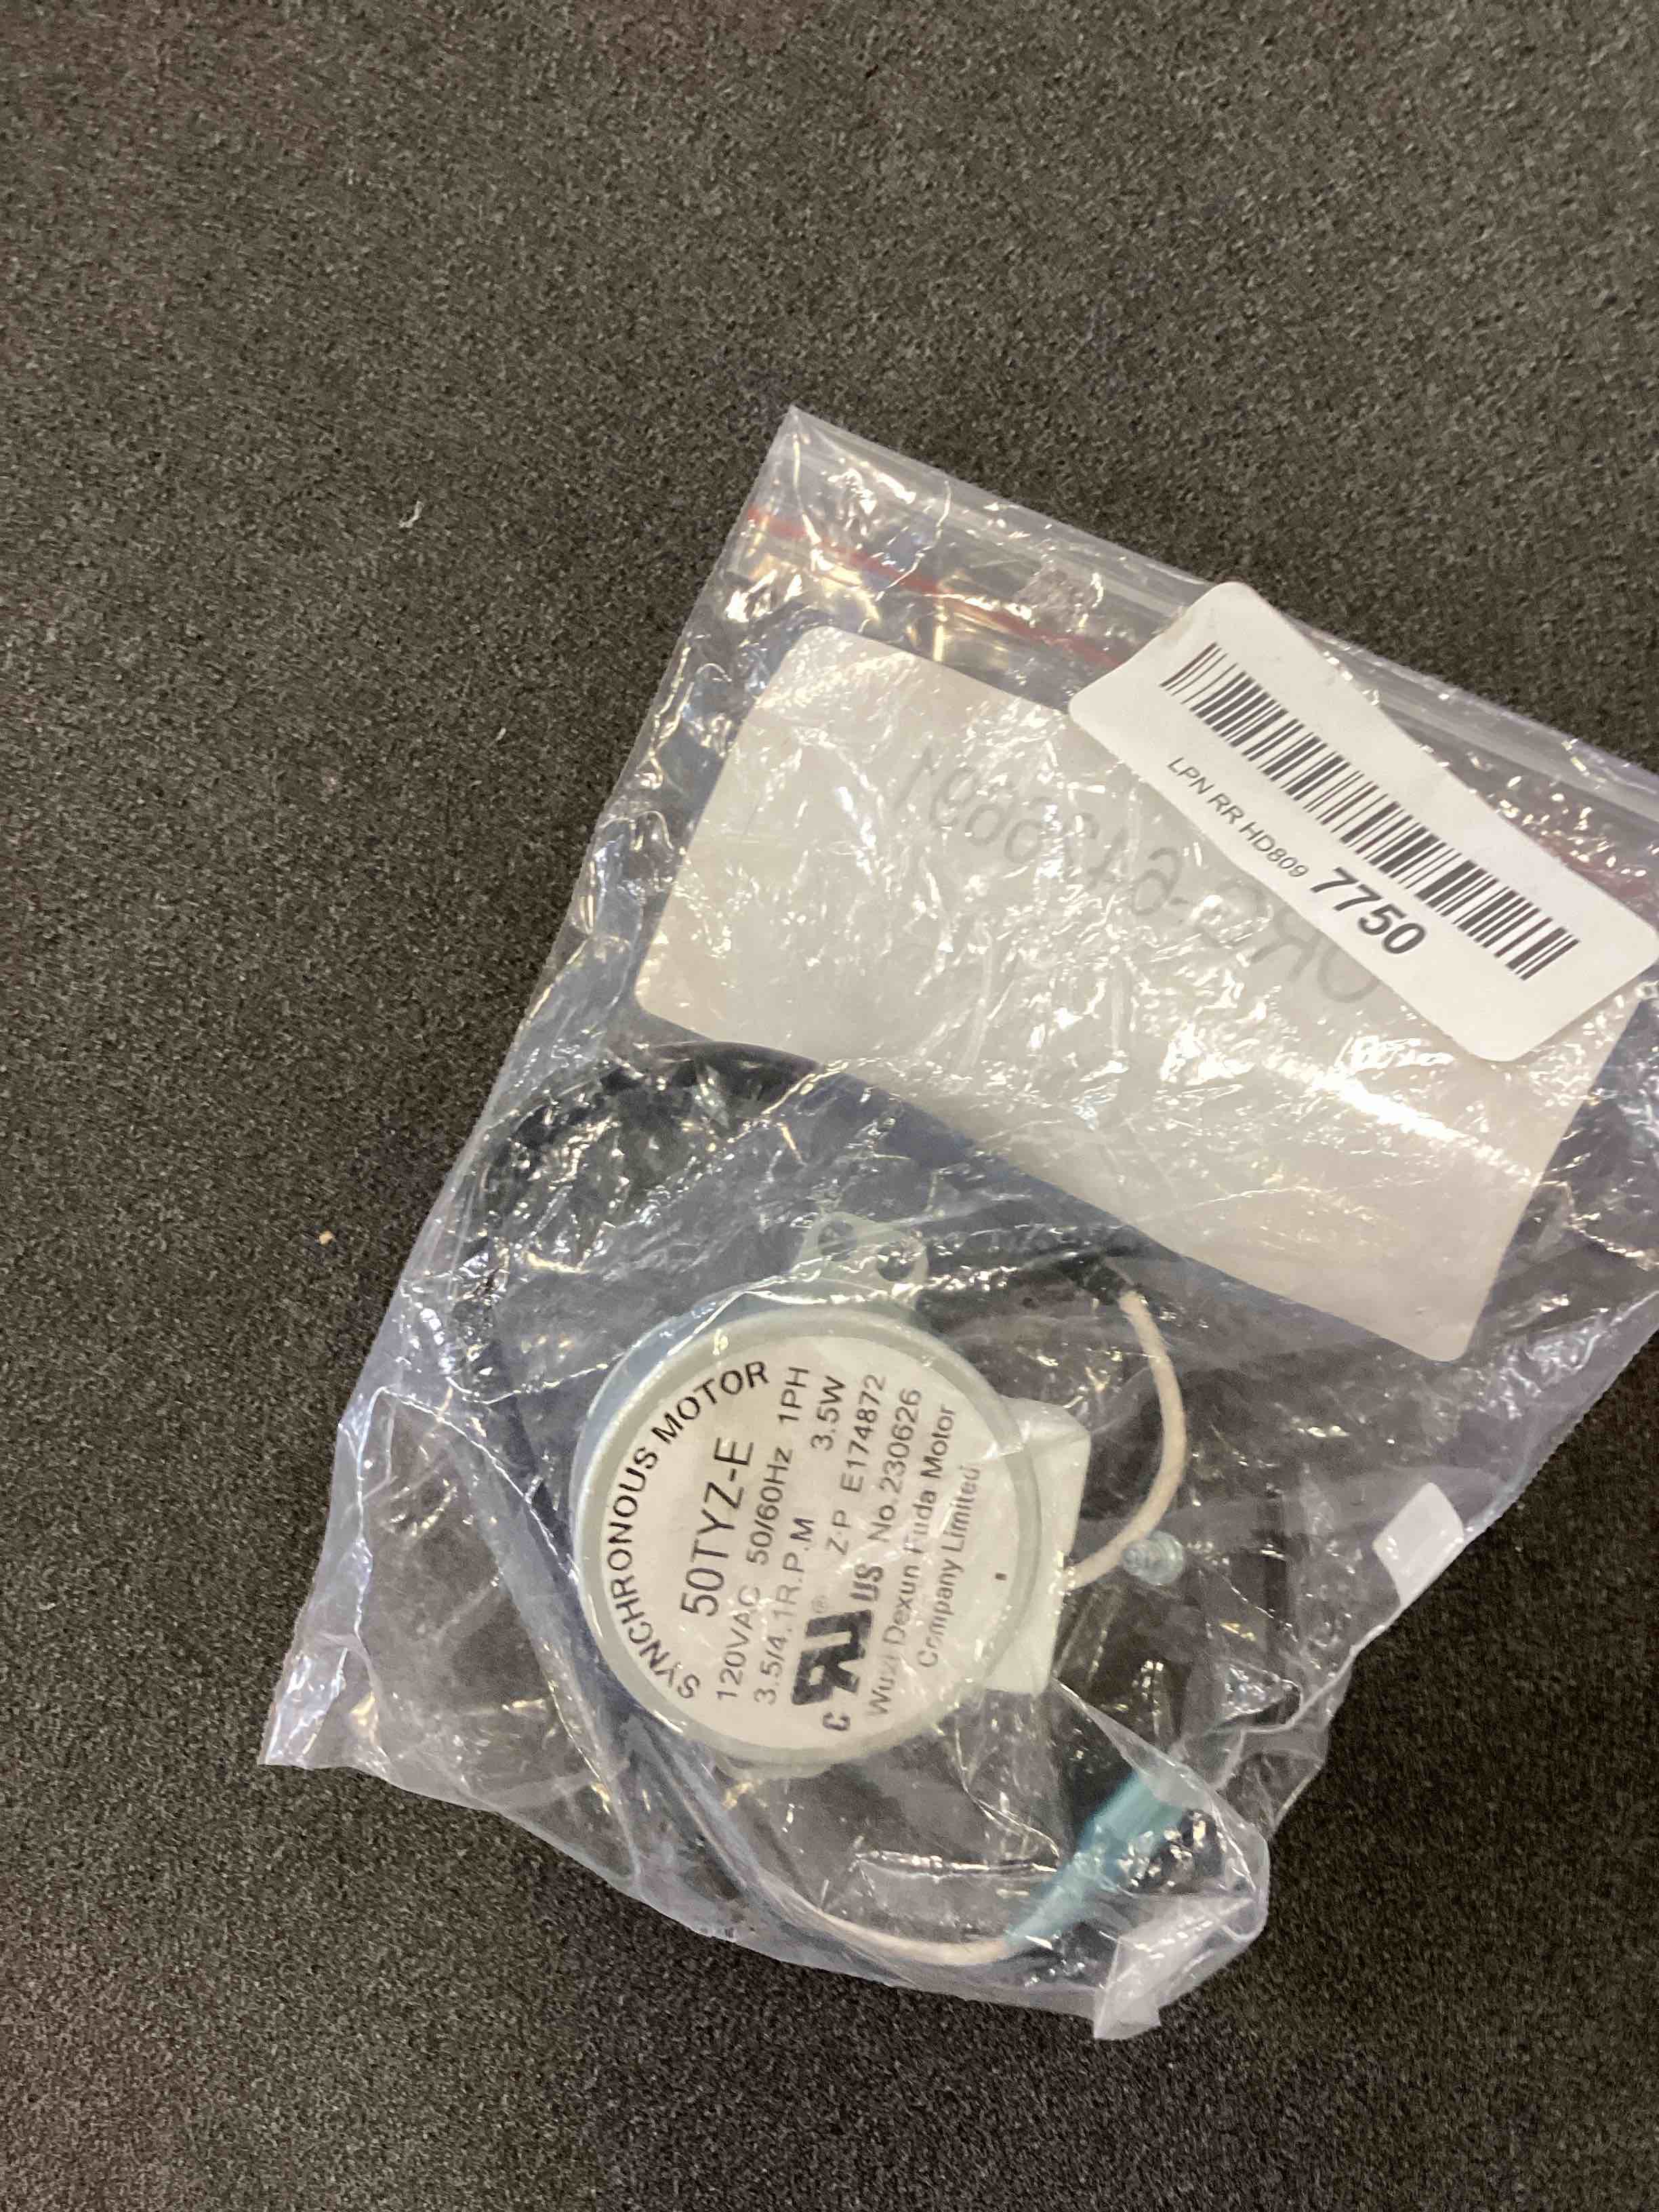 LPN RR HD809 7750
SYNCHRONOUS MOTOR
50TYZ-E
120VAC 50/60Hz 1PH
3.5/4.1R.P.M 3.5W
c RU® US Z-P E174872
No.230626
Wuxi Dexun Fuda Motor
Company Limited